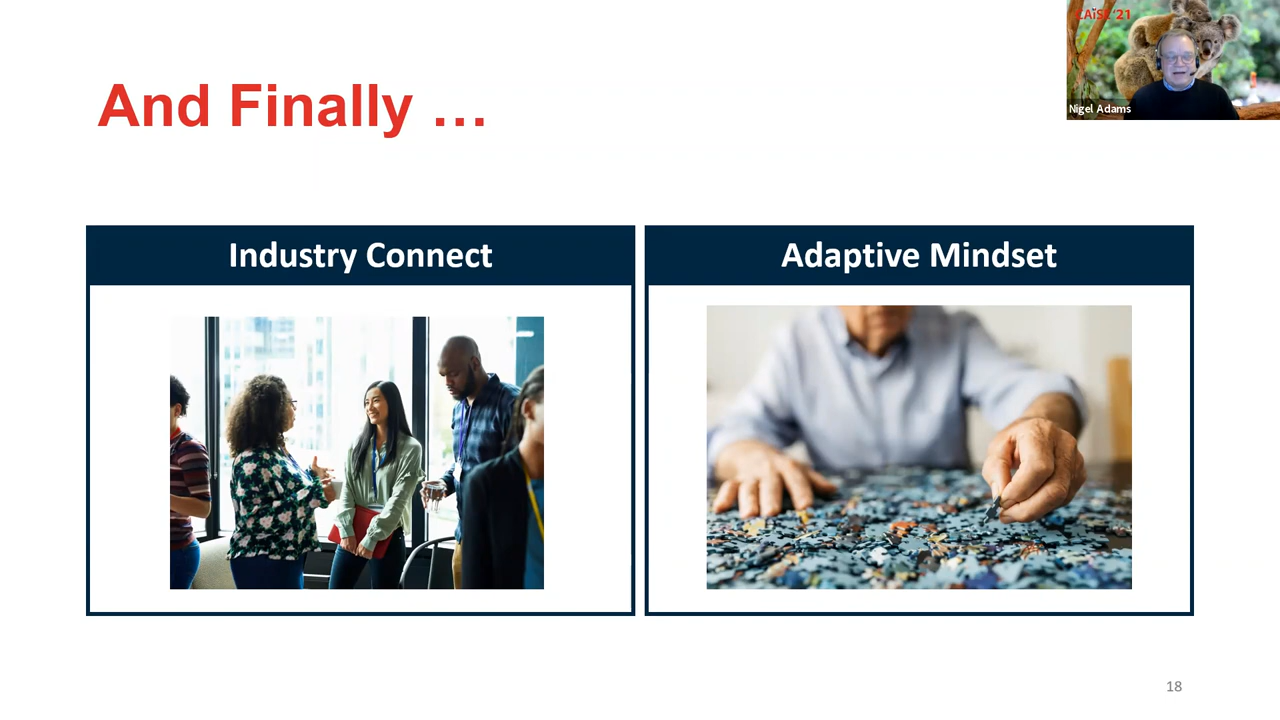 CAiSE '21
Nigel Adams
And Finally …
Industry Connect
Adaptive Mindset
18